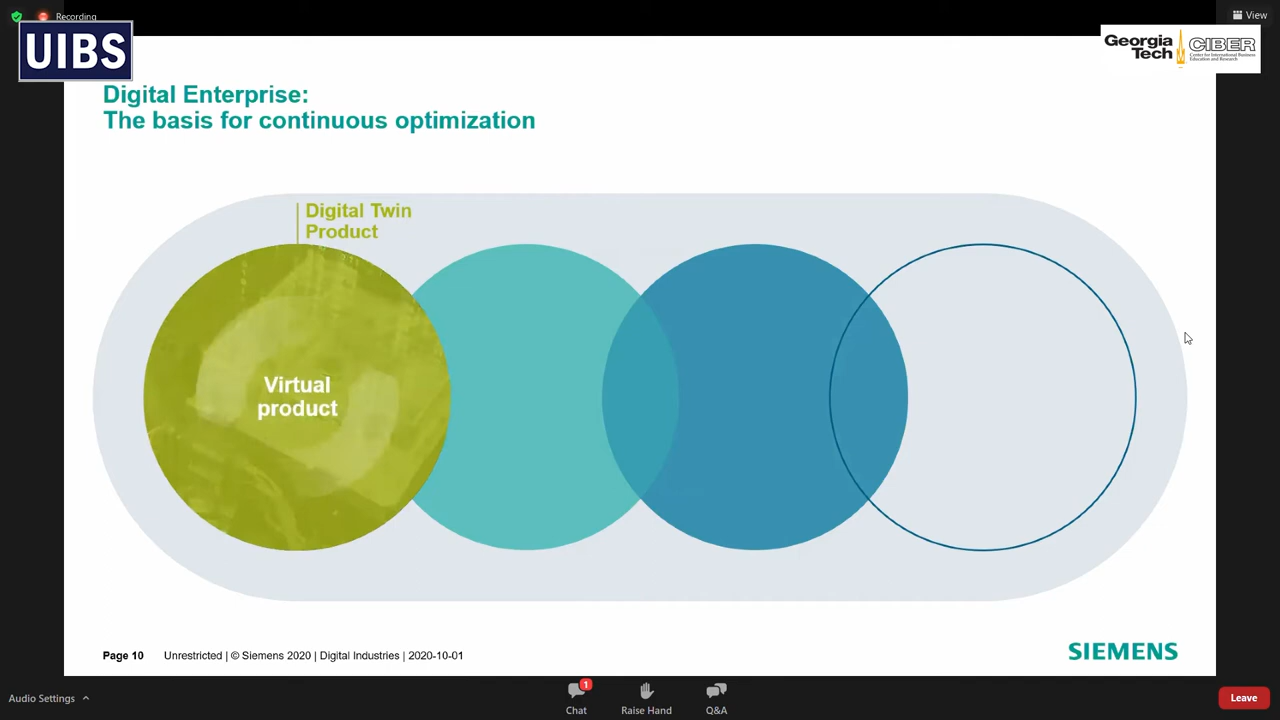 Recording
View
UIBS
Georgia
Tech
CIBER
Center for International Business
Education and Research
Digital Enterprise:
The basis for continuous optimization
Digital Twin
Product
Virtual
product
Page 10 Unrestricted | © Siemens 2020 | Digital Industries | 2020-10-01
SIEMENS
Audio Settings
1
Chat
Raise Hand
Q&A
Leave